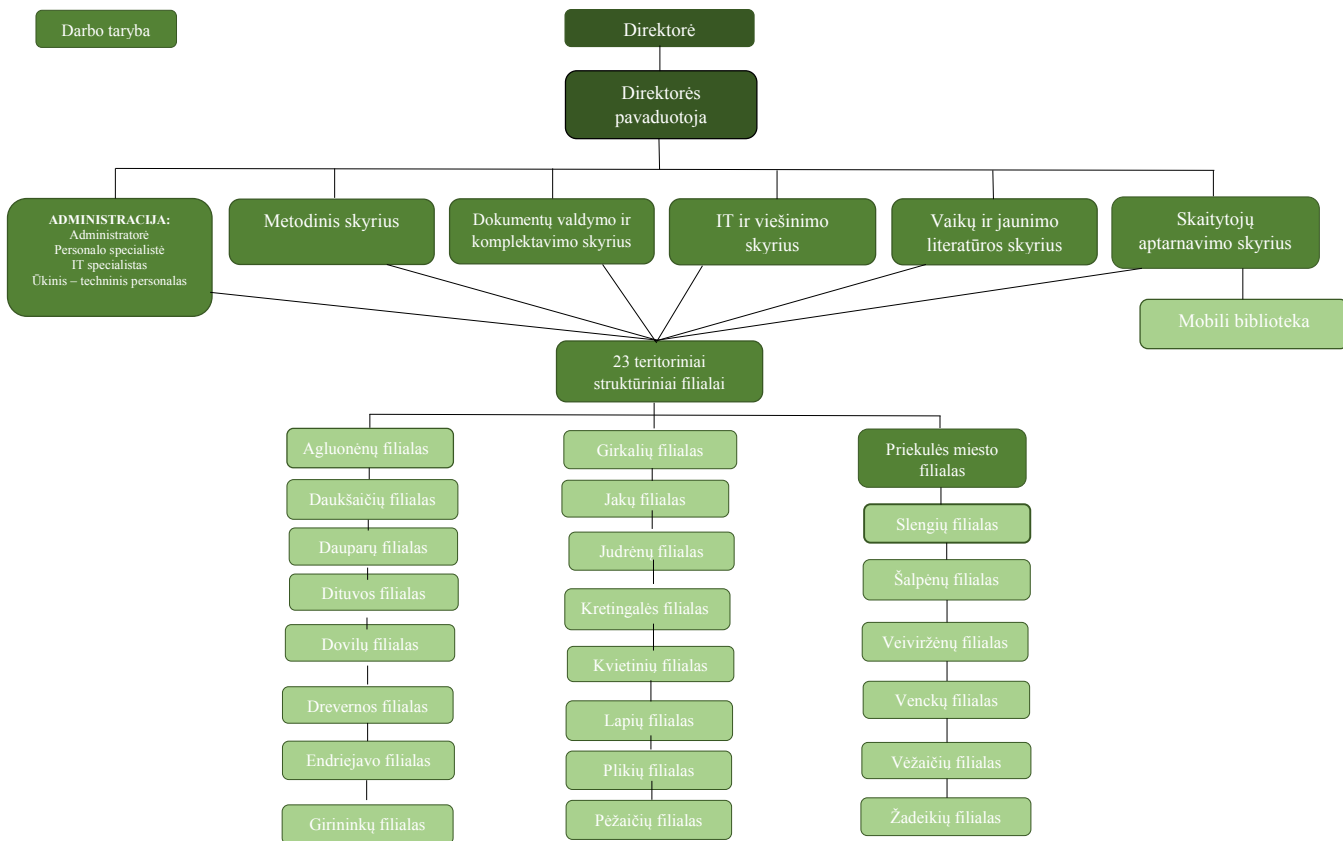 Darbo taryba
Direktorė
Direktorės
pavaduotoja
ADMINISTRACIJA:
Administratorė
Personalo specialistė
IT specialistas
Ūkinis – techninis personalas
Metodinis skyrius
Dokumentų valdymo ir
komplektavimo skyrius
IT ir viešinimo
skyrius
Vaikų ir jaunimo
literatūros skyrius
Skaitytojų
aptarnavimo skyrius
Mobili biblioteka
23 teritoriniai
struktūriniai filialai
Agluonėnų filialas
Daukšaičių filialas
Dauparų filialas
Dituvos filialas
Dovilų filialas
Drevernos filialas
Endriejavo filialas
Girininkų filialas
Girkalių filialas
Jakų filialas
Judrėnų filialas
Kretingalės filialas
Kvietinių filialas
Lapių filialas
Plikių filialas
Pėžaičių filialas
Priekulės miesto
filialas
Slengių filialas
Šalpėnų filialas
Veiviržėnų filialas
Venckų filialas
Vėžaičių filialas
Žadeikių filialas